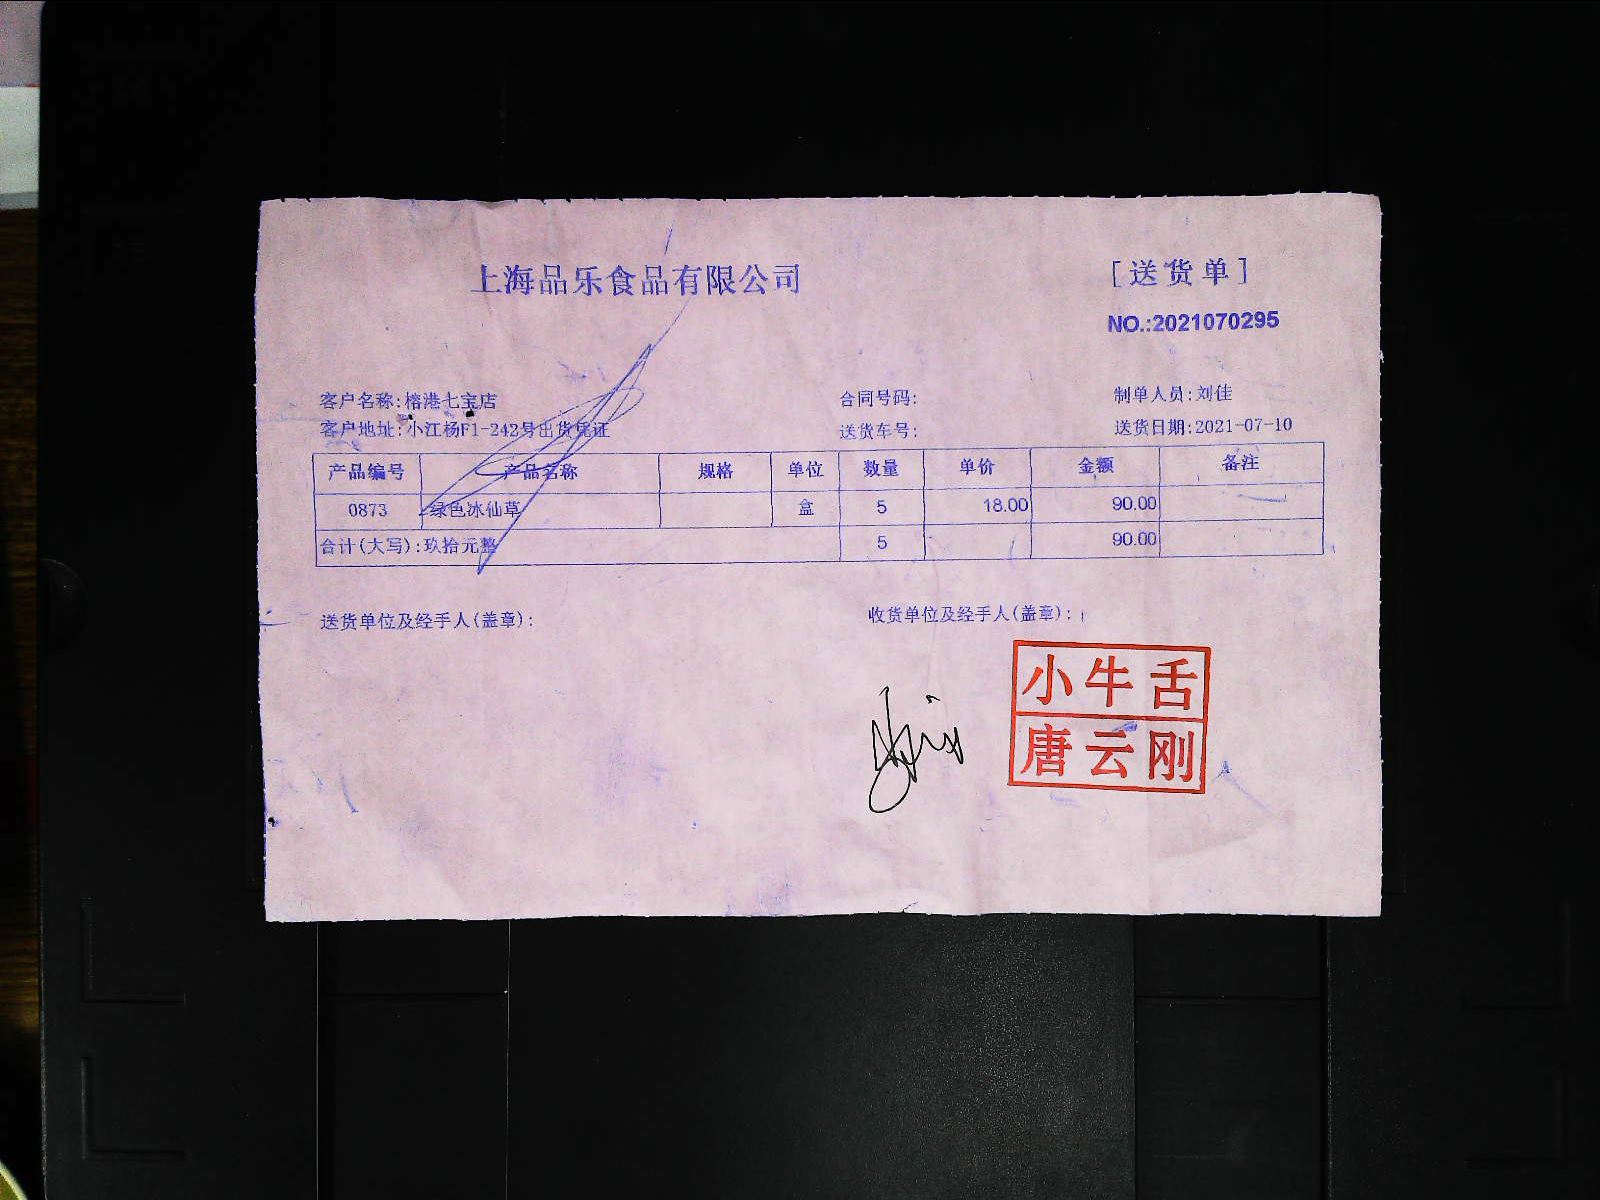 上海品乐食品有限公司
[送货单]
NO.:2021070295
客户名称:榕港七宝店 合同号码: 制单人员:刘佳
客户地址:小江杨F1-242号出货凭证 送货车号: 送货日期:2021-07-10
产品编号 产品名称 规格 单位 数量 单价 金额 备注
0873 绿色冰仙草 盒 5 18.00 90.00
合计(大写):玖拾元整 5 90.00
送货单位及经手人(盖章): 收货单位及经手人(盖章):
小牛舌
唐云刚